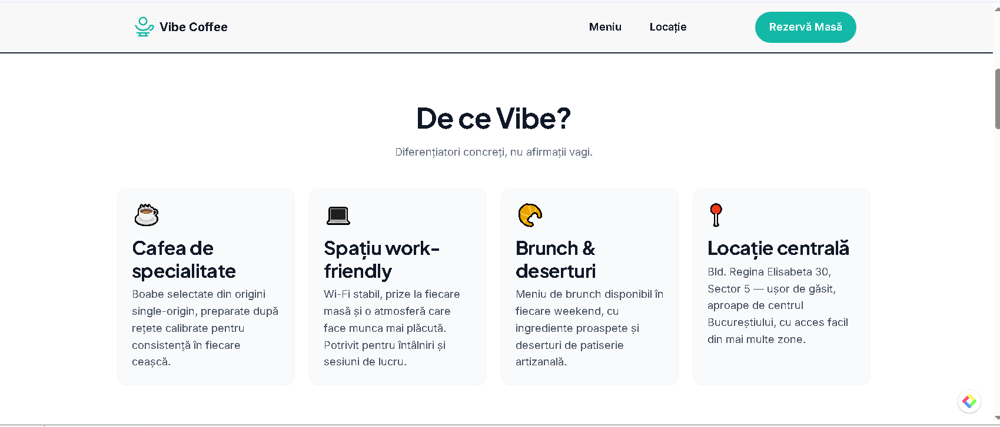 Vibe Coffee
Meniu
Locație
Rezervă Masă
De ce Vibe?
Diferențiatori concreți, nu afirmații vagi.
Cafea de
specialitate
Boabe selectate din origini
single-origin, preparate după
rețete calibrate pentru
consistență în fiecare
ceașcă.
Spațiu work-
friendly
Wi-Fi stabil, prize la fiecare
masă și o atmosferă care
face munca mai plăcută.
Potrivit pentru întâlniri și
sesiuni de lucru.
Brunch &
deserturi
Meniu de brunch disponibil în
fiecare weekend, cu
ingrediente proaspete și
deserturi de patiserie
artizanală.
Locație centrală
Bld. Regina Elisabeta 30,
Sector 5 — ușor de găsit,
aproape de centrul
Bucureștiului, cu acces facil
din mai multe zone.